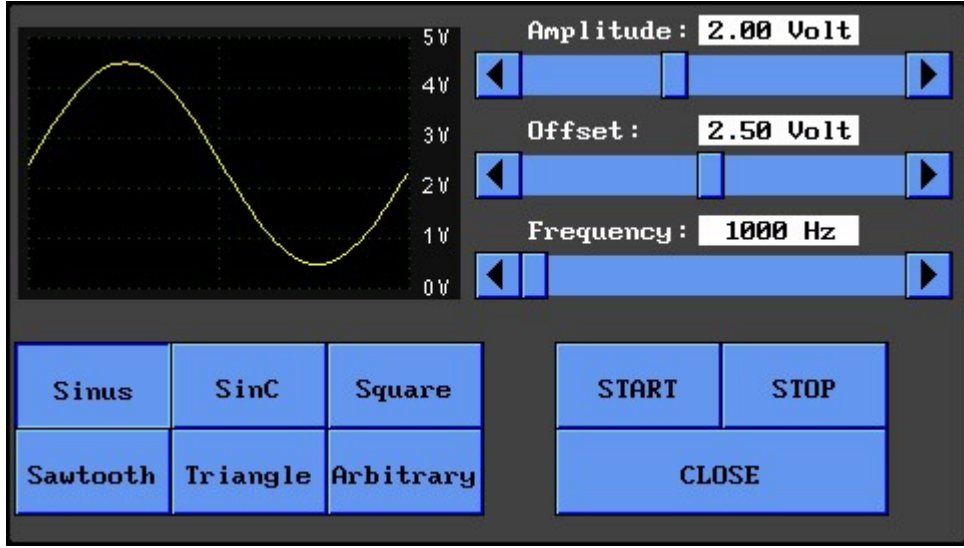 5V
4V
3V
2V
1V
0V
Amplitude: 2.00 Volt
Offset: 2.50 Volt
Frequency: 1000 Hz
Sinus SinC Square
Sawtooth Triangle Arbitrary
START STOP
CLOSE